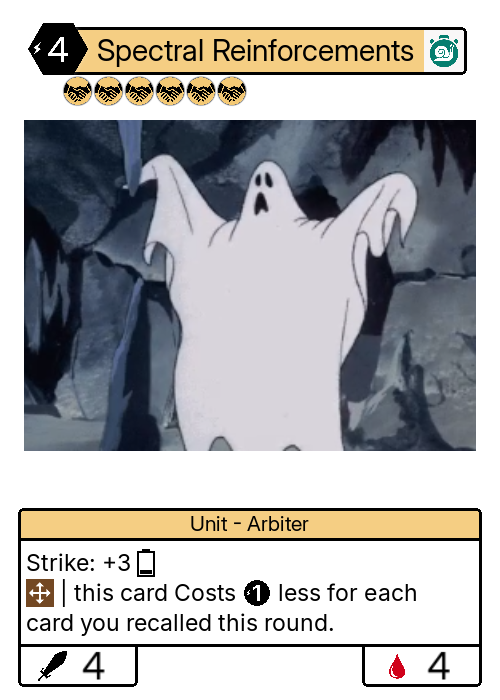 4 Spectral Reinforcements
Unit - Arbiter
Strike: +3
| this card Costs 1 less for each
card you recalled this round.
4 4